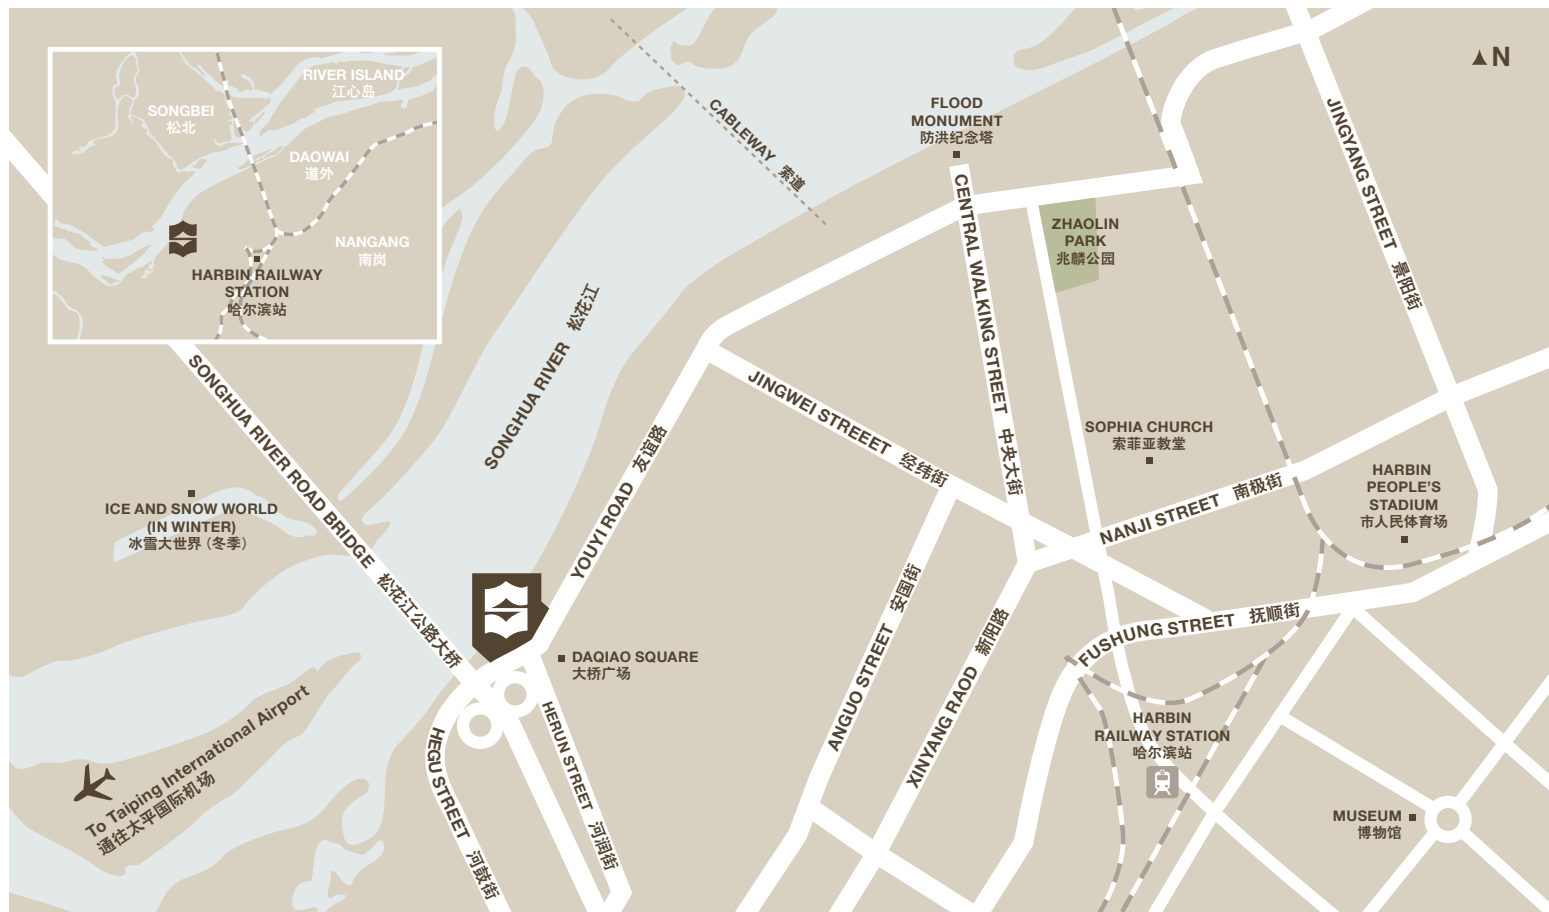 RIVER ISLAND
江心岛
SONGBEI
松北
DAOWAI
道外
NANGANG
南岗
HARBIN RAILWAY
STATION
哈尔滨站
N
FLOOD
MONUMENT
防洪纪念塔
CABLEWAY 索道
JINGYANG STREET 景阳街
CENTRAL WALKING STREET 中央大街
ZHAOLIN
PARK
兆麟公园
SONGHUA RIVER 松花江
SONGHUA RIVER ROAD BRIDGE 松花江公路大桥
YOUYI ROAD 友谊路
JINGWEI STREEET 经纬街
SOPHIA CHURCH
索菲亚教堂
HARBIN
PEOPLE'S
STADIUM
市人民体育场
NANJI STREET 南极街
ICE AND SNOW WORLD
(IN WINTER)
冰雪大世界 (冬季)
ANGUO STREET 安国街
XINYANG RAOD 新阳路
FUSHUNG STREET 抚顺街
DAQIAO SQUARE
大桥广场
HEGU STREET 河鼓街
HERUN STREET 河润街
To Taiping International Airport
通往太平国际机场
HARBIN
RAILWAY STATION
哈尔滨站
MUSEUM
博物馆